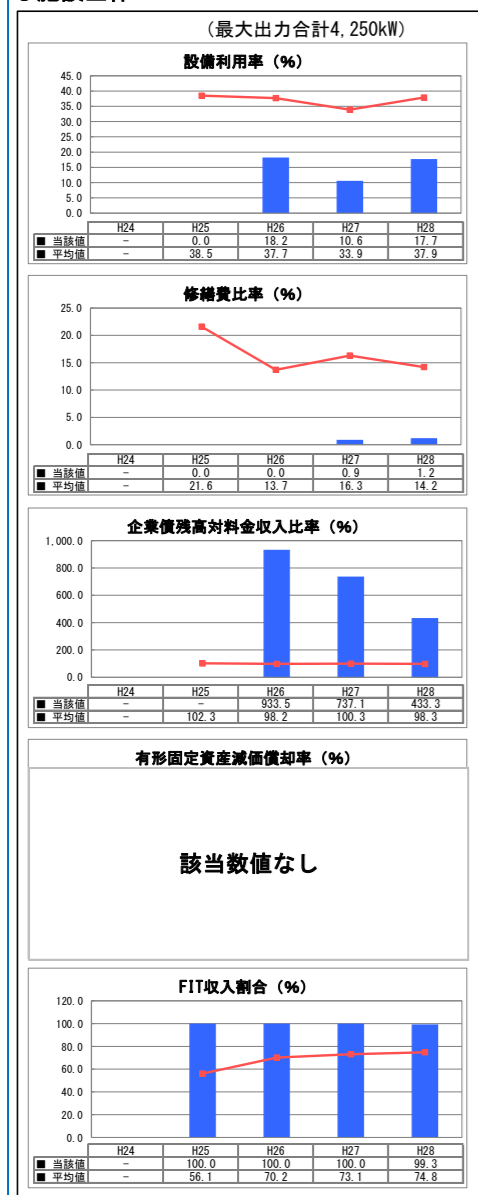 （最大出力合計4,250kW）
設備利用率（%）
45.0
40.0
35.0
30.0
25.0
20.0
15.0
10.0
5.0
0.0
H24 H25 H26 H27 H28
■ 当該値 － 0.0 18.2 10.6 17.7
■ 平均値 － 38.5 37.7 33.9 37.9
修繕費比率（%）
25.0
20.0
15.0
10.0
5.0
0.0
H24 H25 H26 H27 H28
■ 当該値 － 0.0 0.0 0.9 1.2
■ 平均値 － 21.6 13.7 16.3 14.2
企業債残高対料金収入比率（%）
1,000.0
800.0
600.0
400.0
200.0
0.0
H24 H25 H26 H27 H28
■ 当該値 － － 933.5 737.1 433.3
■ 平均値 － 102.3 98.2 100.3 98.3
有形固定資産減価償却率（%）
該当数値なし
FIT収入割合（%）
120.0
100.0
80.0
60.0
40.0
20.0
0.0
H24 H25 H26 H27 H28
■ 当該値 － 100.0 100.0 100.0 99.3
■ 平均値 － 56.1 70.2 73.1 74.8